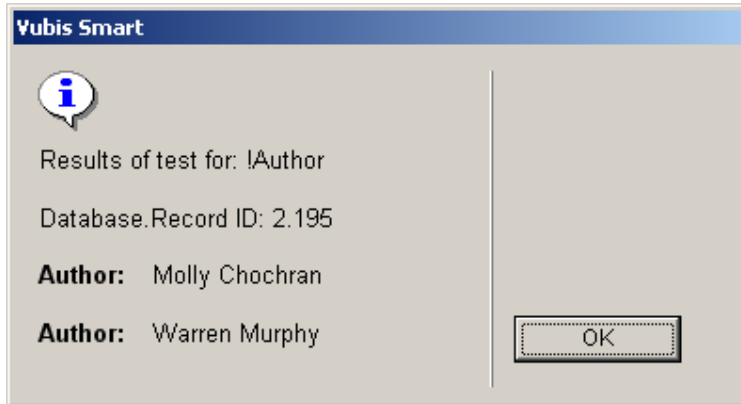 Vubis Smart
Results of test for: !Author
Database.Record ID: 2.195
Author: Molly Chochran
Author: Warren Murphy
OK